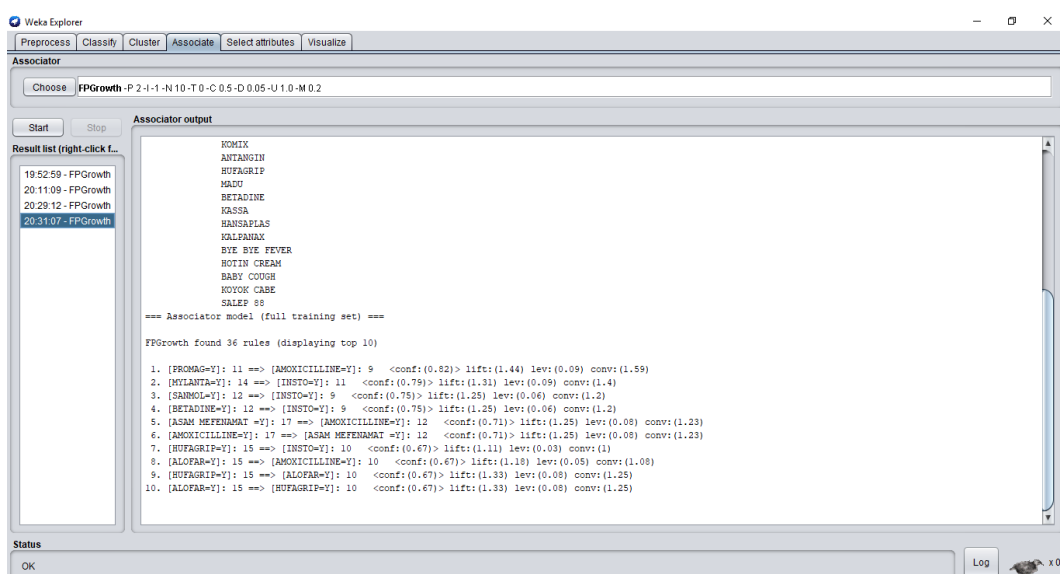 Weka Explorer
Preprocess Classify Cluster Associate Select attributes Visualize
Associator
Choose FPGrowth -P 2 -I -1 -N 10 -T 0 -C 0.5 -D 0.05 -U 1.0 -M 0.2
Start Stop
Result list (right-click f...
19:52:59 - FPGrowth
20:11:09 - FPGrowth
20:29:12 - FPGrowth
20:31:07 - FPGrowth
Associator output
KOMIX
ANTANGIN
HUFAGRIP
MADU
BETADINE
KASSA
HANSAPLAS
KALPANAX
BYE BYE FEVER
HOTIN CREAM
BABY COUGH
KOYOK CABE
SALEP 88
=== Associator model (full training set) ===
FPGrowth found 36 rules (displaying top 10)
1. [PROMAG=Y]: 11 ==> [AMOXICILLINE=Y]: 9 <conf:(0.82)> lift:(1.44) lev:(0.09) conv:(1.59)
2. [MYLANTA=Y]: 14 ==> [INSTO=Y]: 11 <conf:(0.79)> lift:(1.31) lev:(0.09) conv:(1.4)
3. [SANMOL=Y]: 12 ==> [INSTO=Y]: 9 <conf:(0.75)> lift:(1.25) lev:(0.06) conv:(1.2)
4. [BETADINE=Y]: 12 ==> [INSTO=Y]: 9 <conf:(0.75)> lift:(1.25) lev:(0.06) conv:(1.2)
5. [ASAM MEFENAMAT =Y]: 17 ==> [AMOXICILLINE=Y]: 12 <conf:(0.71)> lift:(1.25) lev:(0.08) conv:(1.23)
6. [AMOXICILLINE=Y]: 17 ==> [ASAM MEFENAMAT =Y]: 12 <conf:(0.71)> lift:(1.25) lev:(0.08) conv:(1.23)
7. [HUFAGRIP=Y]: 15 ==> [INSTO=Y]: 10 <conf:(0.67)> lift:(1.11) lev:(0.03) conv:(1)
8. [ALOFAR=Y]: 15 ==> [AMOXICILLINE=Y]: 10 <conf:(0.67)> lift:(1.18) lev:(0.05) conv:(1.08)
9. [HUFAGRIP=Y]: 15 ==> [ALOFAR=Y]: 10 <conf:(0.67)> lift:(1.33) lev:(0.08) conv:(1.25)
10. [ALOFAR=Y]: 15 ==> [HUFAGRIP=Y]: 10 <conf:(0.67)> lift:(1.33) lev:(0.08) conv:(1.25)
Status
OK
Log
x 0